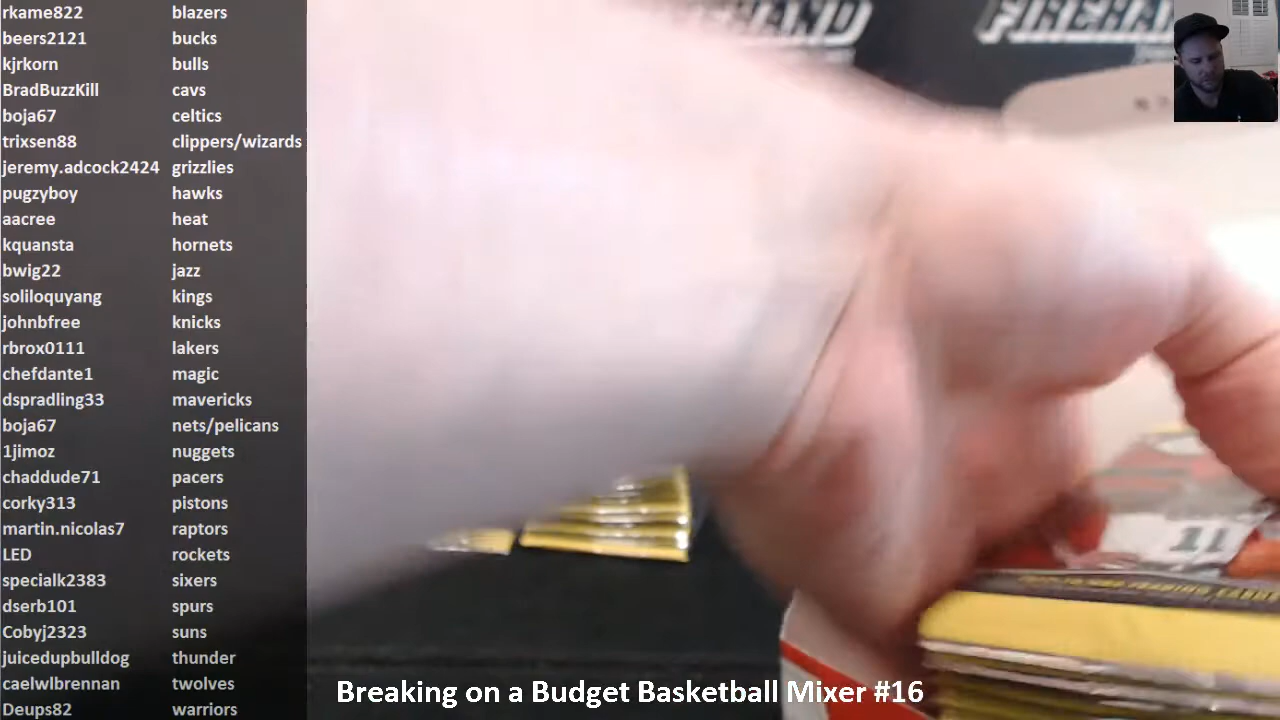 rkame822 blazers
beers2121 bucks
kjrkorn bulls
BradBuzzKill cavs
boja67 celtics
trixsen88 clippers/wizards
jeremy.adcock2424 grizzlies
pugzyboy hawks
aacree heat
kquansta hornets
bwig22 jazz
soliloquyang kings
johnbfree knicks
rbrox0111 lakers
chefdante1 magic
dspradling33 mavericks
boja67 nets/pelicans
1jimoz nuggets
chaddude71 pacers
corky313 pistons
martin.nicolas7 raptors
LED rockets
specialk2383 sixers
dserb101 spurs
Cobyj2323 suns
juicedupbulldog thunder
caelwlbrennan twolves
Deups82 warriors
FIREHAND
11
Breaking on a Budget Basketball Mixer #16